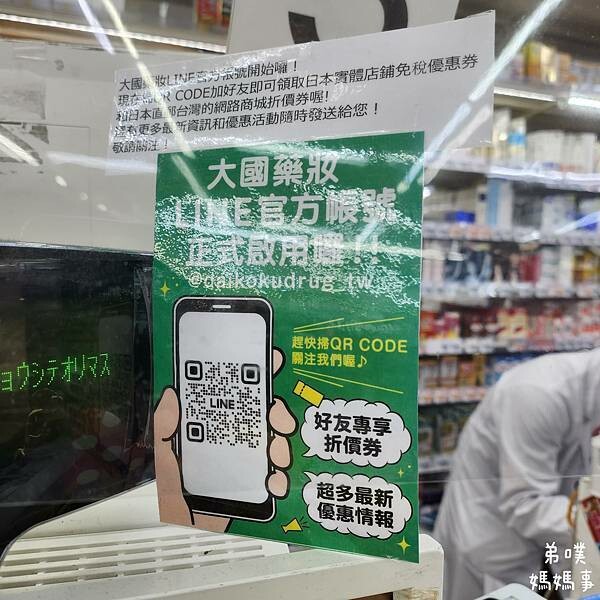 大國藥妝LINE官方帳號開始囉！
現在掃QR CODE加好友即可領取日本實體店鋪免稅優惠券
和日本直郵台灣的網路商城折價券喔!
還有更多最新資訊和優惠活動隨時發送給您！
敬請關注！
大國藥妝
LINE官方帳號
正式啟用囉!!
@daikokudrug_tw
趕快掃QR CODE
關注我們喔♪
LINE
好友專享
折價券
超多最新
優惠情報
ョウシテオリマス
弟噗
媽媽事